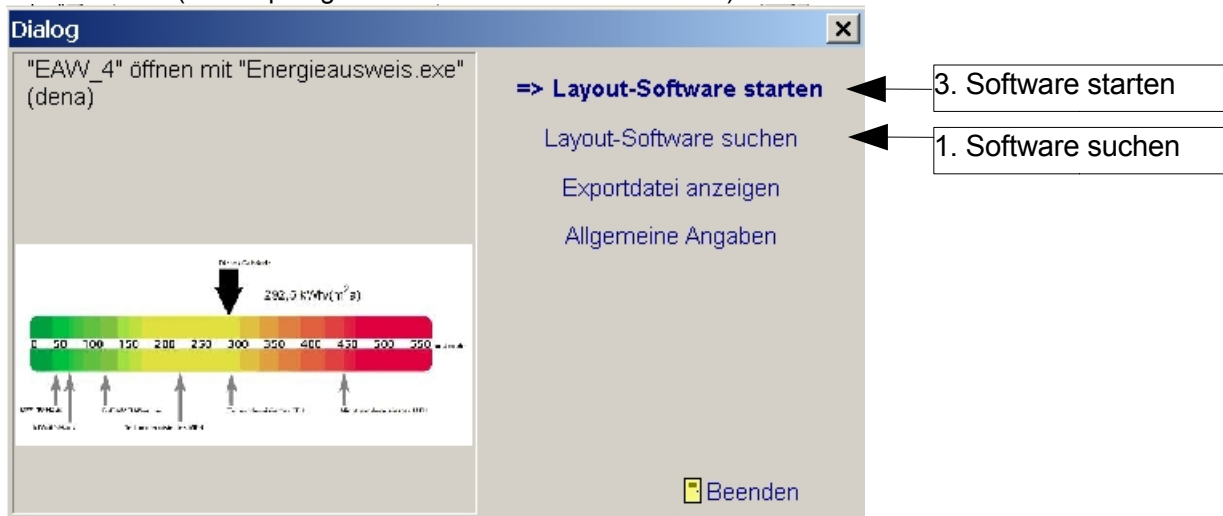 Dialog
"EAW_4" öffnen mit "Energieausweis.exe"
(dena)
=> Layout-Software starten
3. Software starten
Layout-Software suchen
1. Software suchen
Exportdatei anzeigen
Allgemeine Angaben
292,5 kWh/(m²a)
0 50 100 150 200 250 300 350 400 450 500 550
Beenden